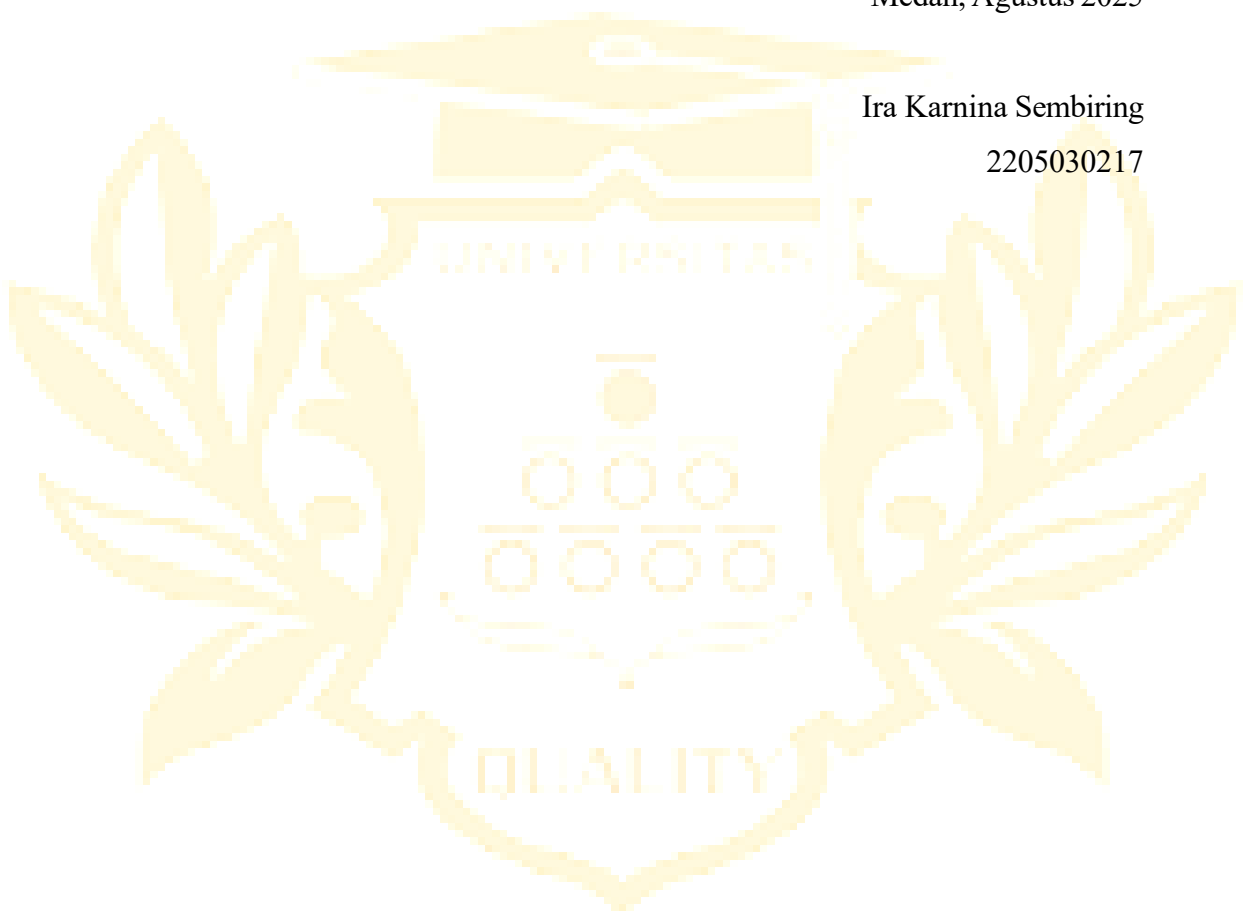 Medan, Agustus 2025
Ira Karnina Sembiring
2205030217
UNIVERSITAS
QUALITY